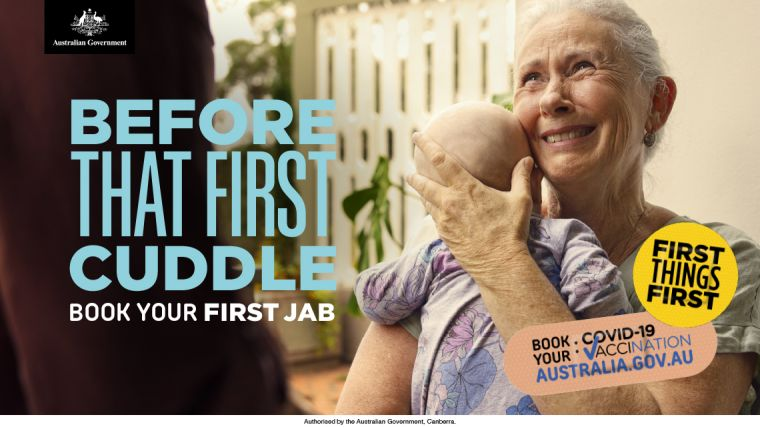 Australian Government
BEFORE
THAT FIRST
CUDDLE
BOOK YOUR FIRST JAB
FIRST
THINGS
FIRST
BOOK YOUR : COVID-19 VACCINATION
AUSTRALIA.GOV.AU
Authorised by the Australian Government, Canberra.